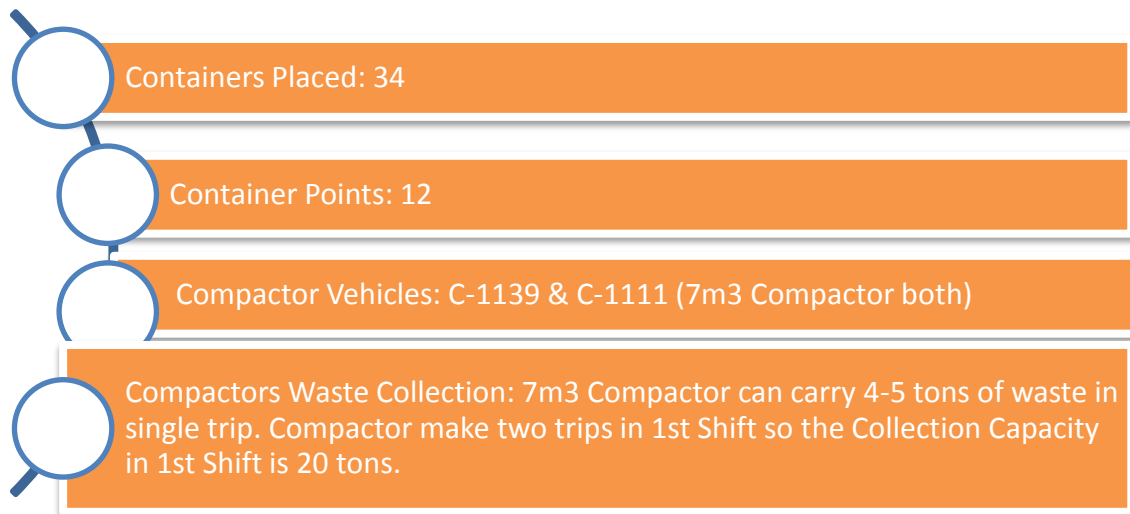 Containers Placed: 34
Container Points: 12
Compactor Vehicles: C-1139 & C-1111 (7m3 Compactor both)
Compactors Waste Collection: 7m3 Compactor can carry 4-5 tons of waste in
single trip. Compactor make two trips in 1st Shift so the Collection Capacity
in 1st Shift is 20 tons.